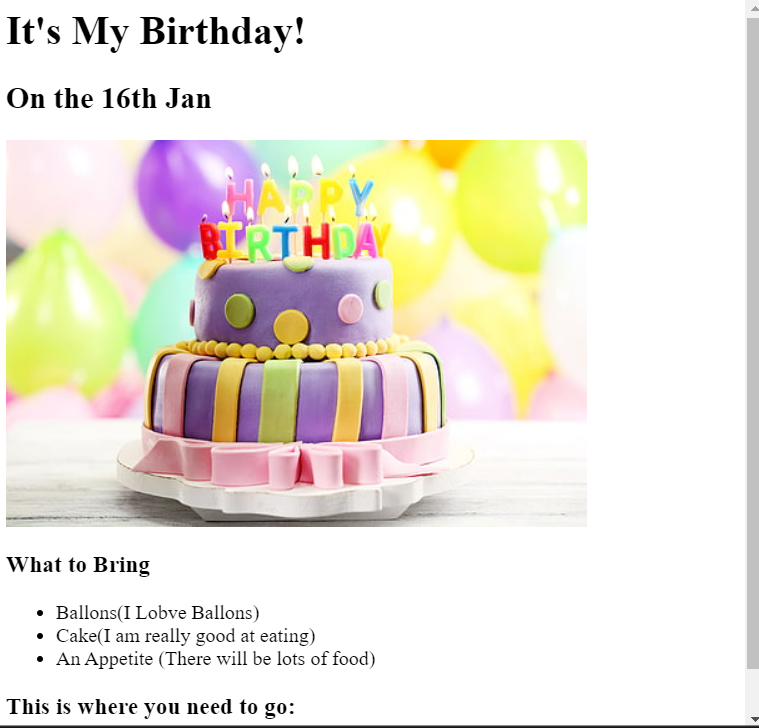 It's My Birthday!
On the 16th Jan
HAPPY
BIRTHDAY
What to Bring
Ballons(I Lobve Ballons)
Cake(I am really good at eating)
An Appetite (There will be lots of food)
This is where you need to go: